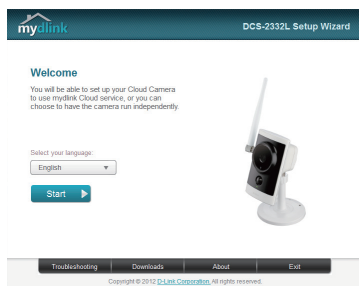 mydlink
DCS-2332L Setup Wizard
Welcome
You will be able to set up your Cloud Camera
to use mydlink Cloud service, or you can
choose to have the camera run independently.
Select your language:
English
Start
Troubleshooting
Downloads
About
Exit
Copyright © 2012 D-Link Corporation. All rights reserved.